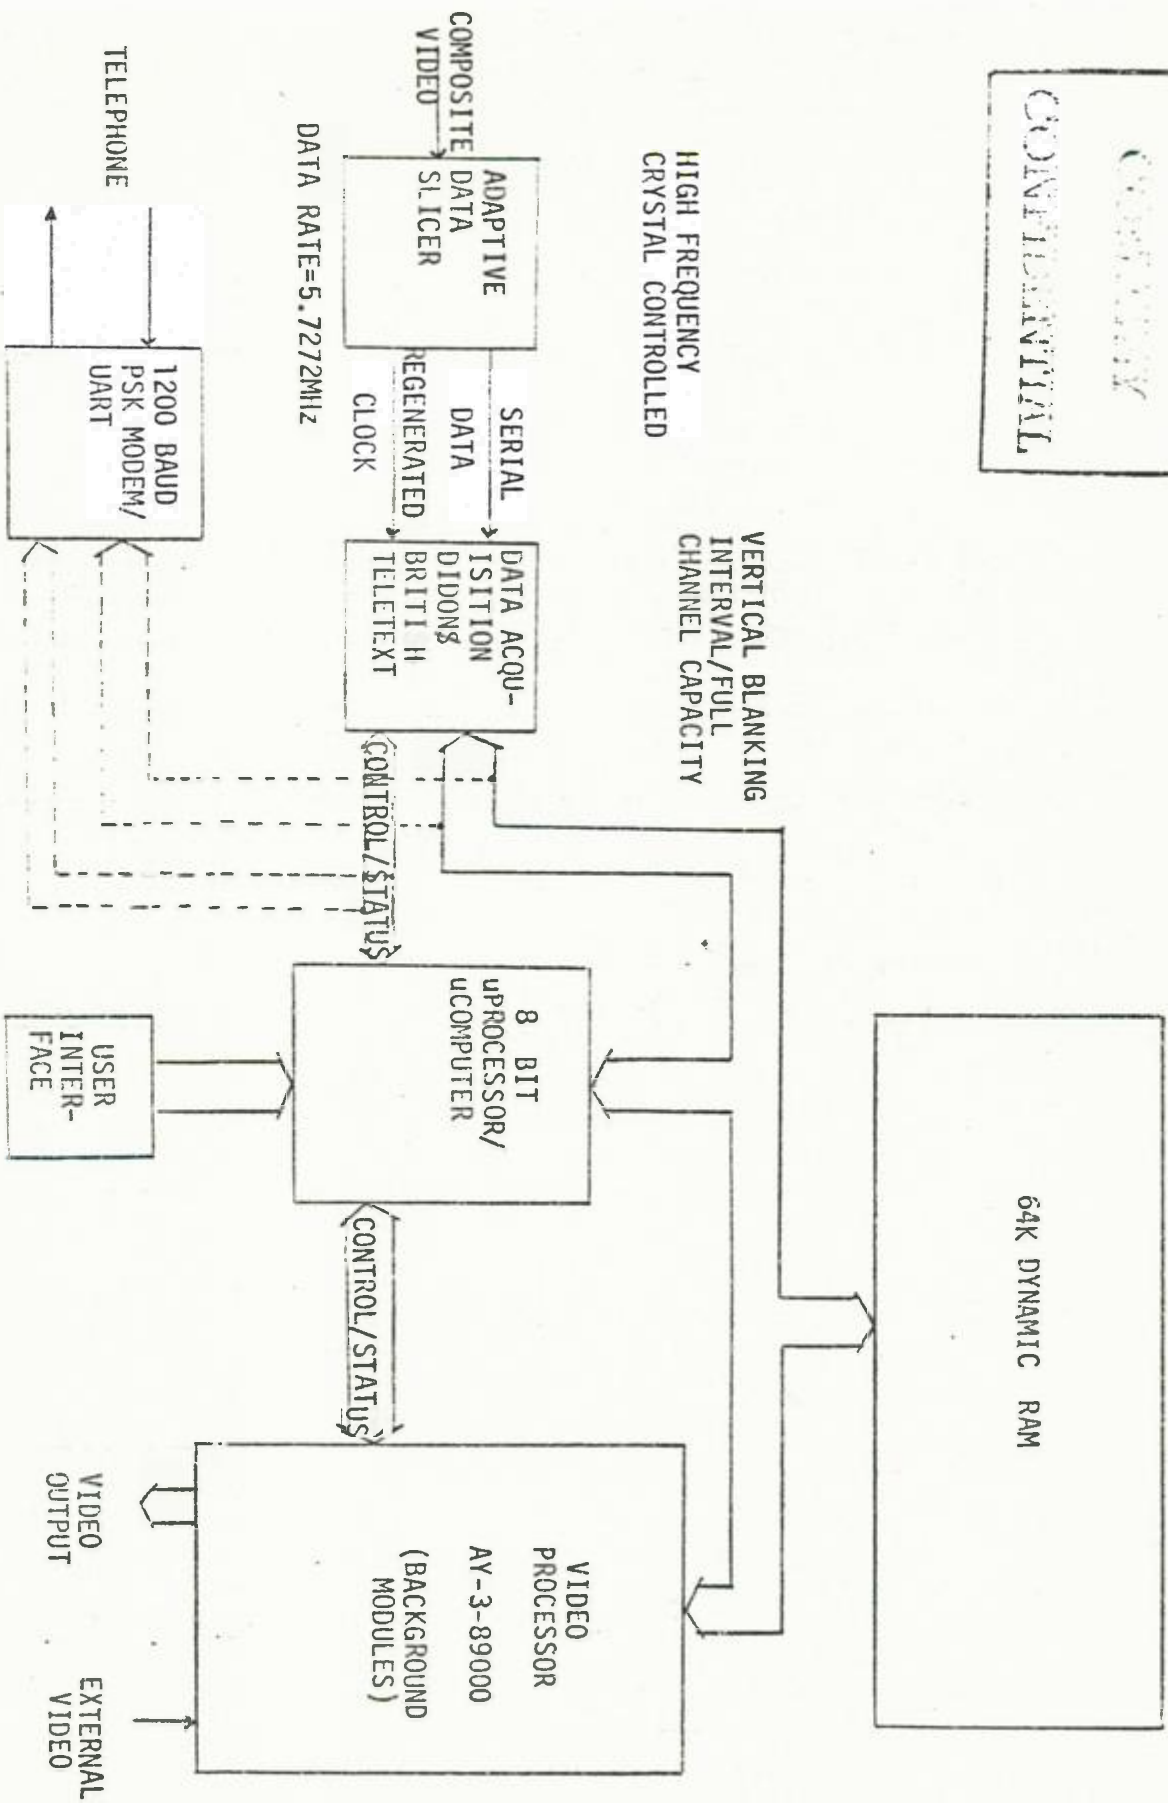 CONFIDENTIAL
64K DYNAMIC RAM
HIGH FREQUENCY
CRYSTAL CONTROLLED
VERTICAL BLANKING
INTERVAL/FULL
CHANNEL CAPACITY
COMPOSITE
VIDEO
ADAPTIVE
DATA
SLICER
DATA RATE=5.7272MHz
SERIAL
DATA
REGENERATED
CLOCK
DATA ACQU-
ISITION
DIDON$
BRITISH
TELETEXT
CONTROL/STATUS
8 BIT
uPROCESSOR/
uCOMPUTER
CONTROL/STATUS
VIDEO
PROCESSOR
AY-3-89000
(BACKGROUND
MODULES)
TELEPHONE
1200 BAUD
PSK MODEM/
UART
USER
INTER-
FACE
VIDEO
OUTPUT
EXTERNAL
VIDEO